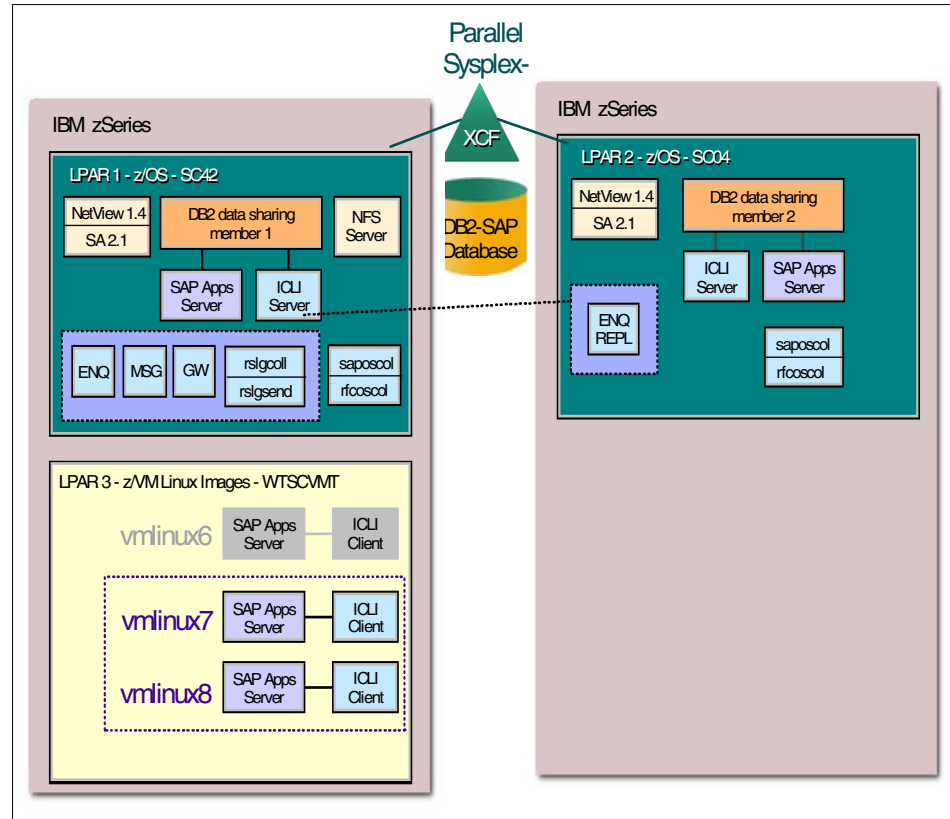 Parallel
Sysplex-
XCF
DB2-SAP
Database
IBM zSeries
LPAR 1 - z/OS - SC42
NetView 1.4
SA 2.1
DB2 data sharing
member 1
NFS
Server
SAP Apps
Server
ICLI
Server
ENQ
MSG
GW
rslgcoll
rslgsend
saposcol
rfcoscol
LPAR 3 - z/VM Linux Images - WTSCVMT
vmlinux6
SAP Apps
Server
ICLI
Client
vmlinux7
SAP Apps
Server
ICLI
Client
vmlinux8
SAP Apps
Server
ICLI
Client
IBM zSeries
LPAR 2 - z/OS - SC04
NetView 1.4
SA 2.1
DB2 data sharing
member 2
ICLI
Server
SAP Apps
Server
ENQ
REPL
saposcol
rfcoscol